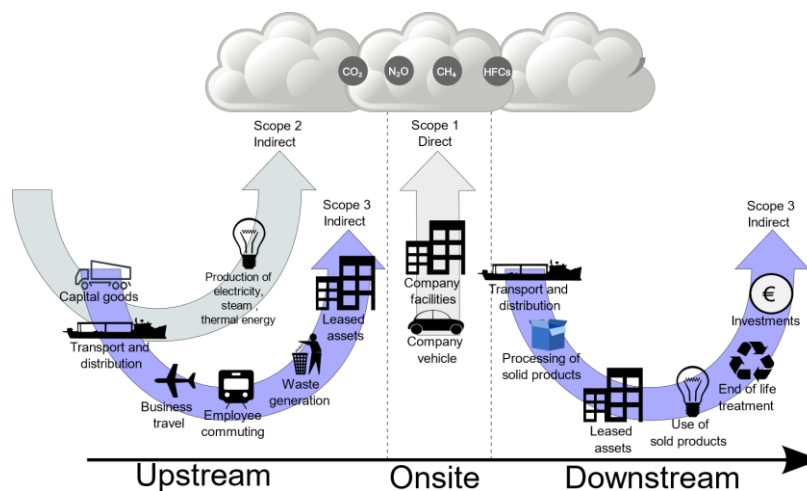 CO₂
N₂O
CH₄
HFCs
Scope 2
Indirect
Scope 1
Direct
Scope 3
Indirect
Scope 3
Indirect
Capital goods
Transport and
distribution
Business
travel
Employee
commuting
Waste
generation
Leased
assets
Production of
electricity,
steam ,
thermal energy
Company
facilities
Company
vehicle
Transport and
distribution
Processing of
solid products
Leased
assets
Use of
sold products
End of life
treatment
€
Investments
Upstream
Onsite
Downstream